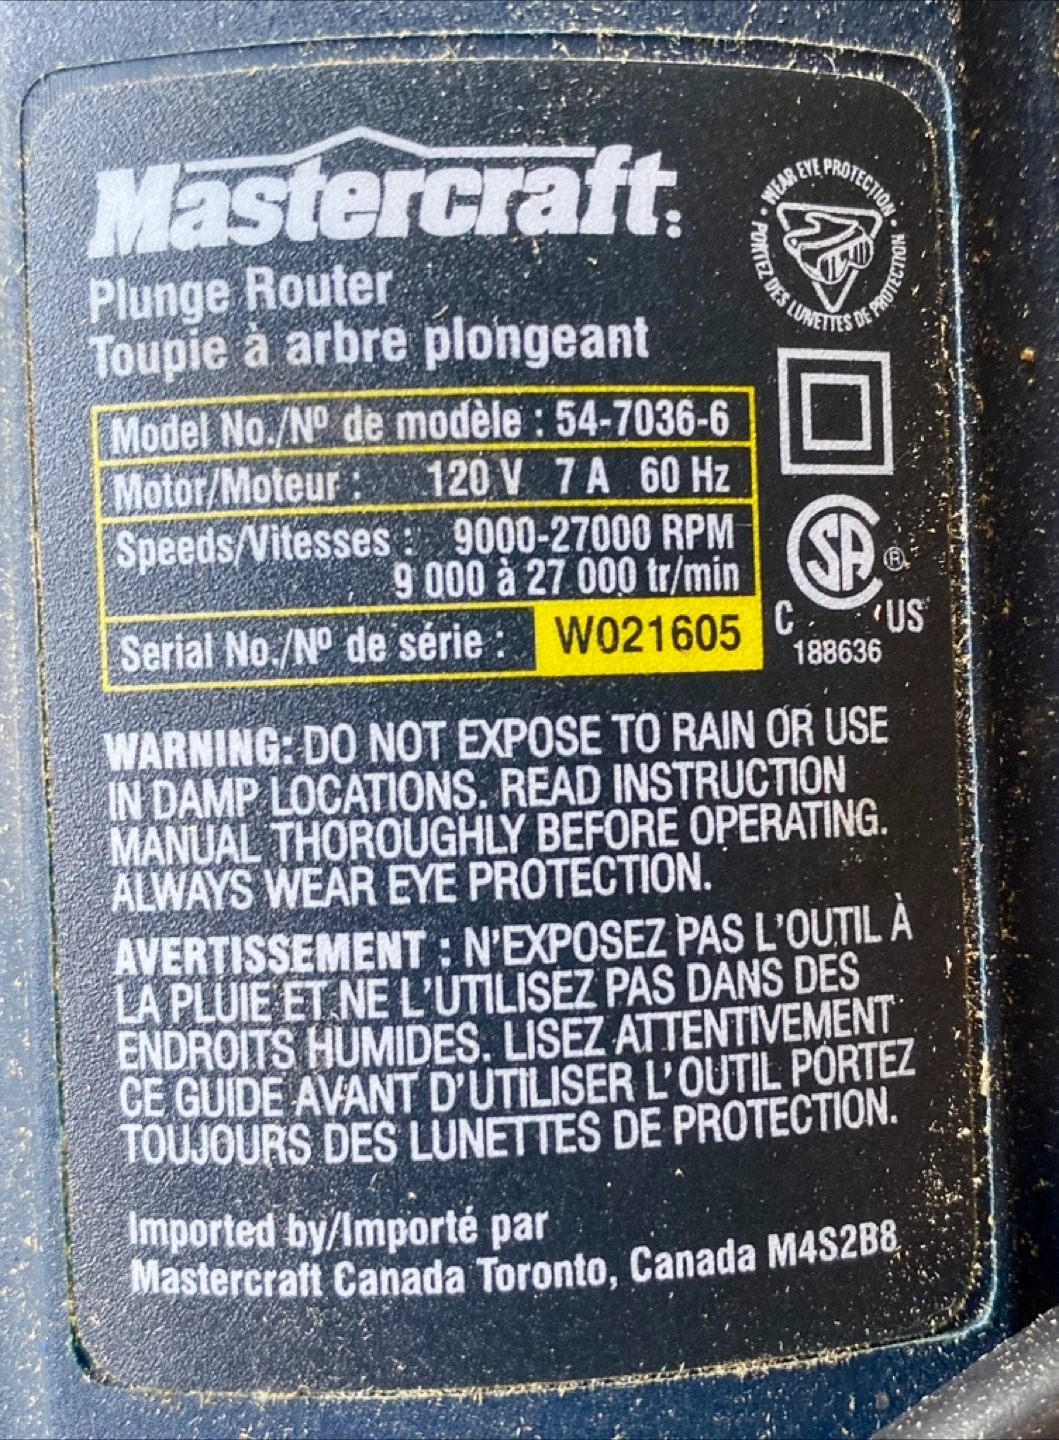 Mastercraft®
WEAR EYE PROTECTION • PORTEZ DES LUNETTES DE PROTECTION •
Plunge Router
Toupie à arbre plongeant
Model No./Nº de modèle : 54-7036-6
Motor/Moteur : 120 V 7 A 60 Hz
Speeds/Vitesses : 9000-27000 RPM
9 000 à 27 000 tr/min
Serial No./Nº de série : W021605
CSA®
C US
188636
WARNING: DO NOT EXPOSE TO RAIN OR USE
IN DAMP LOCATIONS. READ INSTRUCTION
MANUAL THOROUGHLY BEFORE OPERATING.
ALWAYS WEAR EYE PROTECTION.
AVERTISSEMENT : N'EXPOSEZ PAS L'OUTIL À
LA PLUIE ET NE L'UTILISEZ PAS DANS DES
ENDROITS HUMIDES. LISEZ ATTENTIVEMENT
CE GUIDE AVANT D'UTILISER L'OUTIL PORTEZ
TOUJOURS DES LUNETTES DE PROTECTION.
Imported by/Importé par
Mastercraft Canada Toronto, Canada M4S2B8